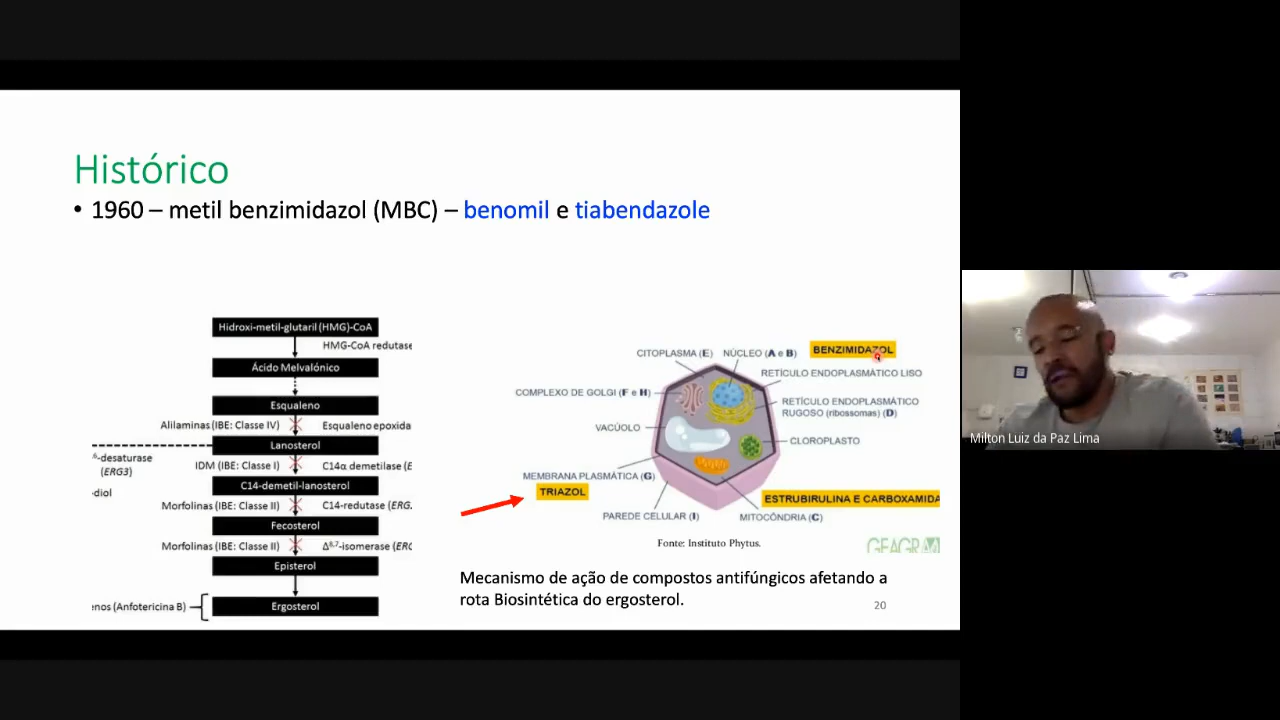 Histórico
• 1960 – metil benzimidazol (MBC) – benomil e tiabendazole
Hidroxi-metil-glutaril (HMG)-CoA
HMG-CoA redutase
Ácido Melvalónico
Esqualeno
Alilaminas (IBE: Classe IV)
Esqualeno epoxida
Lanosterol
-desaturase
(ERG3)
IDM (IBE: Classe I)
C14α demetilase (E
C14-demetil-lanosterol
diol
Morfolinas (IBE: Classe II)
C14-redutase (ERG.
Fecosterol
Morfolinas (IBE: Classe II)
Δ8,7-isomerase (ERG
Episterol
enos (Anfotericina B)
Ergosterol
CITOPLASMA (E)
NÚCLEO (A e B)
BENZIMIDAZOL
RETÍCULO ENDOPLASMÁTICO LISO
COMPLEXO DE GOLGI (F e H)
RETÍCULO ENDOPLASMÁTICO
RUGOSO (ribossomas) (D)
VACÚOLO
CLOROPLASTO
MEMBRANA PLASMÁTICA (G)
TRIAZOL
ESTRUBIRULINA E CARBOXAMIDA
PAREDE CELULAR (I)
MITOCÔNDRIA (C)
Fonte: Instituto Phytus.
GEAGRA
Mecanismo de ação de compostos antifúngicos afetando a
rota Biosintética do ergosterol.
20
Milton Luiz da Paz Lima